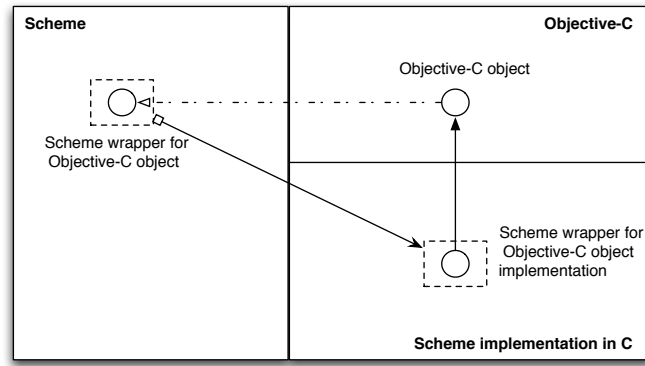 Scheme
Objective-C
Objective-C object
Scheme wrapper for
Objective-C object
Scheme wrapper for
Objective-C object
implementation
Scheme implementation in C